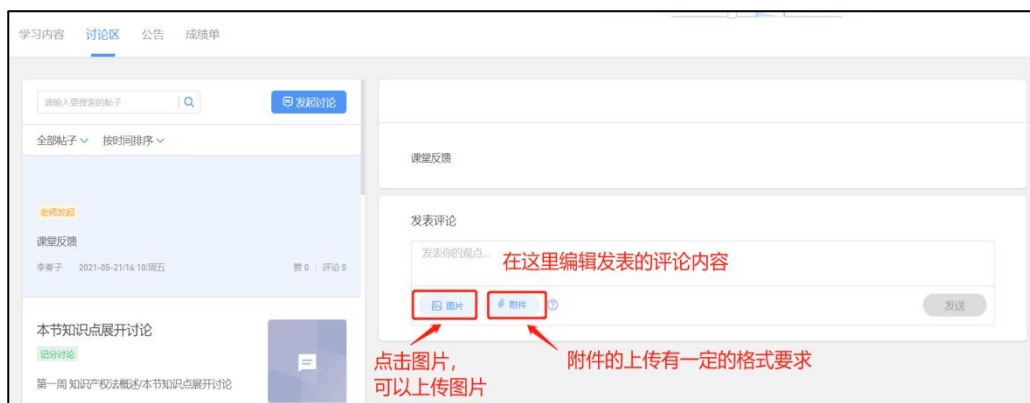 学习内容 讨论区 公告 成绩单
请输入要搜索的帖子
发起讨论
全部帖子 按时间排序
老师发起
课堂反馈
李春子 2021-05-21/14:10/周五 赞 0 | 评论 0
本节知识点展开讨论
记分讨论
第一周 知识产权法概述/本节知识点展开讨论
课堂反馈
发表评论
发表你的观点...
在这里编辑发表的评论内容
图片 附件 发送
点击图片，
可以上传图片
附件的上传有一定的格式要求